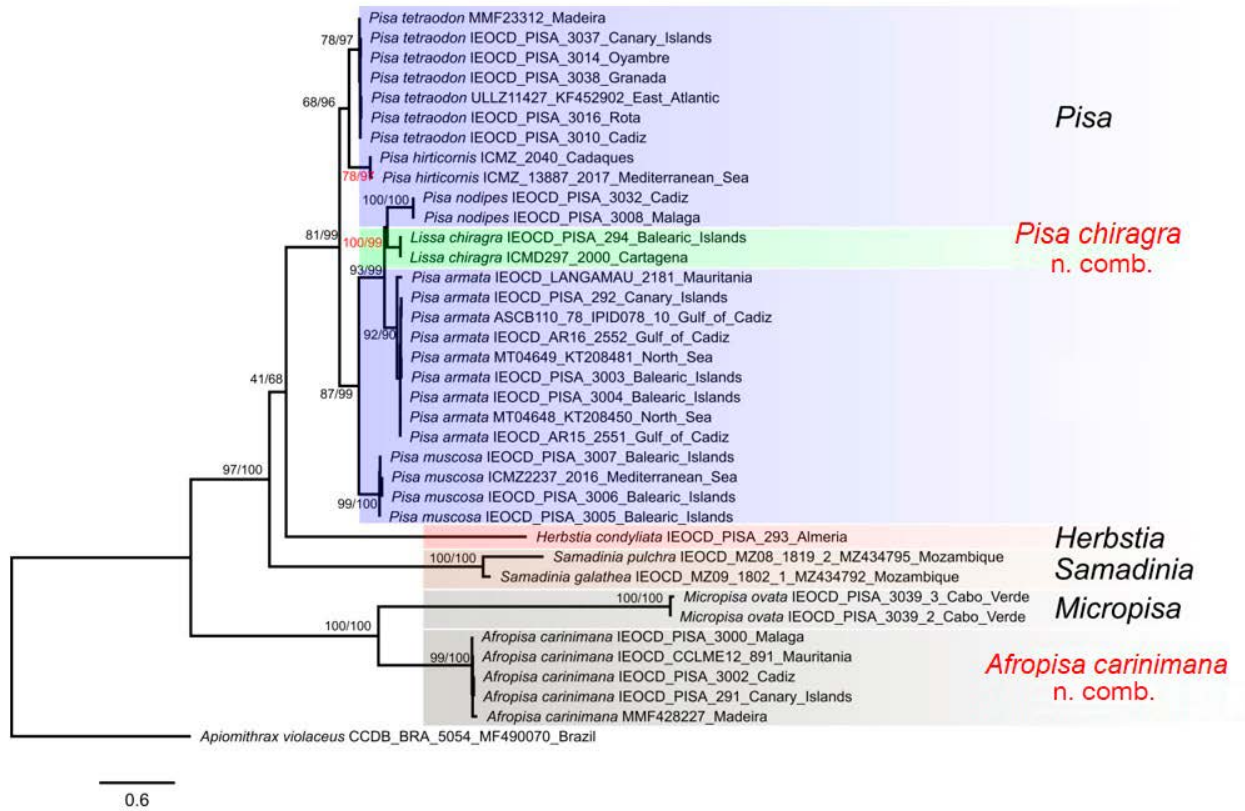 Pisa tetraodon MMF23312_Madeira
78/97
Pisa tetraodon IEOCD_PISA_3037_Canary_Islands
Pisa tetraodon IEOCD_PISA_3014_Oyambre
Pisa tetraodon IEOCD_PISA_3038_Granada
Pisa tetraodon ULLZ11427_KF452902_East_Atlantic
68/96
Pisa tetraodon IEOCD_PISA_3016_Rota
Pisa
Pisa tetraodon IEOCD_PISA_3010_Cadiz
Pisa hirticornis ICMZ_2040_Cadaques
78/97
Pisa hirticornis ICMZ_13887_2017_Mediterranean_Sea
100/100
Pisa nodipes IEOCD_PISA_3032_Cadiz
Pisa nodipes IEOCD_PISA_3008_Malaga
81/99
100/99
Lissa chiragra IEOCD_PISA_294_Balearic_Islands
Pisa chiragra
Lissa chiragra ICMD297_2000_Cartagena
n. comb.
93/99
Pisa armata IEOCD_LANGAMAU_2181_Mauritania
Pisa armata IEOCD_PISA_292_Canary_Islands
Pisa armata ASCB110_78_IPID078_10_Gulf_of_Cadiz
92/90
Pisa armata IEOCD_AR16_2552_Gulf_of_Cadiz
Pisa armata MT04649_KT208481_North_Sea
41/68
Pisa armata IEOCD_PISA_3003_Balearic_Islands
87/99
Pisa armata IEOCD_PISA_3004_Balearic_Islands
Pisa armata MT04648_KT208450_North_Sea
Pisa armata IEOCD_AR15_2551_Gulf_of_Cadiz
Pisa muscosa IEOCD_PISA_3007_Balearic_Islands
97/100
Pisa muscosa ICMZ2237_2016_Mediterranean_Sea
Pisa muscosa IEOCD_PISA_3006_Balearic_Islands
99/100
Pisa muscosa IEOCD_PISA_3005_Balearic_Islands
Herbstia condyliata IEOCD_PISA_293_Almeria
Herbstia
100/100
Samadinia pulchra IEOCD_MZ08_1819_2_MZ434795_Mozambique
Samadinia
Samadinia galathea IEOCD_MZ09_1802_1_MZ434792_Mozambique
100/100
Micropisa ovata IEOCD_PISA_3039_3_Cabo_Verde
Micropisa
Micropisa ovata IEOCD_PISA_3039_2_Cabo_Verde
100/100
Afropisa carinimana IEOCD_PISA_3000_Malaga
99/100
Afropisa carinimana IEOCD_CCLME12_891_Mauritania
Afropisa carinimana
Afropisa carinimana IEOCD_PISA_3002_Cadiz
n. comb.
Afropisa carinimana IEOCD_PISA_291_Canary_Islands
Afropisa carinimana MMF428227_Madeira
Apiomithrax violaceus CCDB_BRA_5054_MF490070_Brazil
0.6